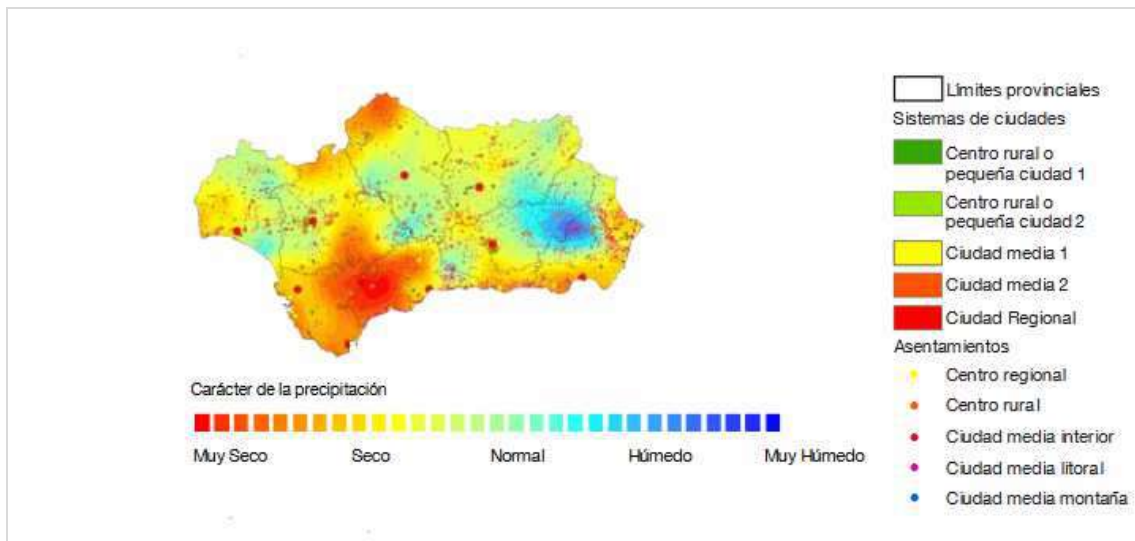 Límites provinciales
Sistemas de ciudades
Centro rural o
pequeña ciudad 1
Centro rural o
pequeña ciudad 2
Ciudad media 1
Ciudad media 2
Ciudad Regional
Asentamientos
Centro regional
Centro rural
Ciudad media interior
Ciudad media litoral
Ciudad media montaña
Carácter de la precipitación
Muy Seco Seco Normal Húmedo Muy Húmedo